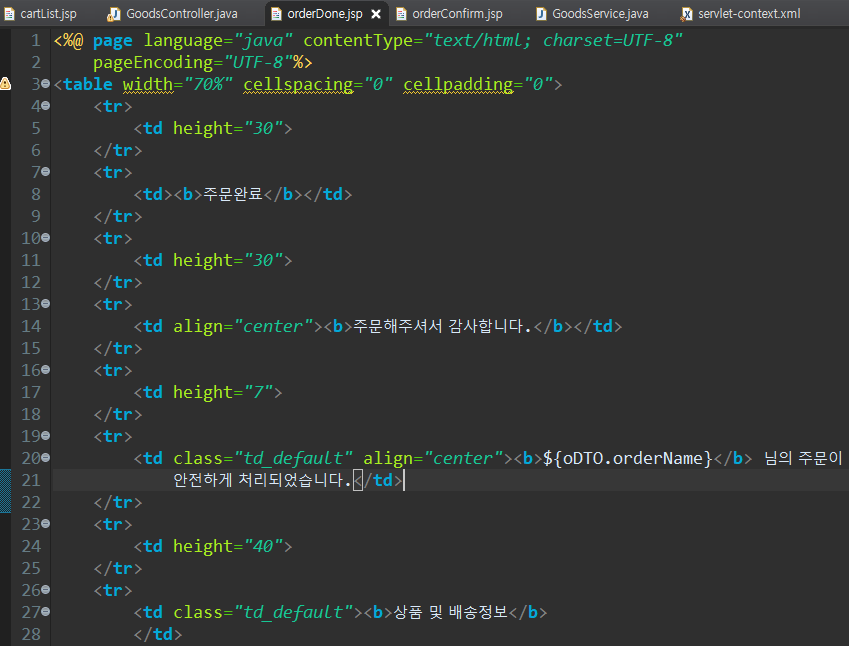 cartList.jsp GoodsController.java orderDone.jsp orderConfirm.jsp GoodsService.java servlet-context.xml
1 <%@ page language="java" contentType="text/html; charset=UTF-8"
2 pageEncoding="UTF-8"%>
3 <table width="70%" cellspacing="0" cellpadding="0">
4 <tr>
5 <td height="30">
6 </tr>
7 <tr>
8 <td><b>주문완료</b></td>
9 </tr>
10 <tr>
11 <td height="30">
12 </tr>
13 <tr>
14 <td align="center"><b>주문해주셔서 감사합니다.</b></td>
15 </tr>
16 <tr>
17 <td height="7">
18 </tr>
19 <tr>
20 <td class="td_default" align="center"><b>${oDTO.orderName}</b> 님의 주문이
21 안전하게 처리되었습니다.</td>
22 </tr>
23 <tr>
24 <td height="40">
25 </tr>
26 <tr>
27 <td class="td_default"><b>상품 및 배송정보</b>
28 </td>